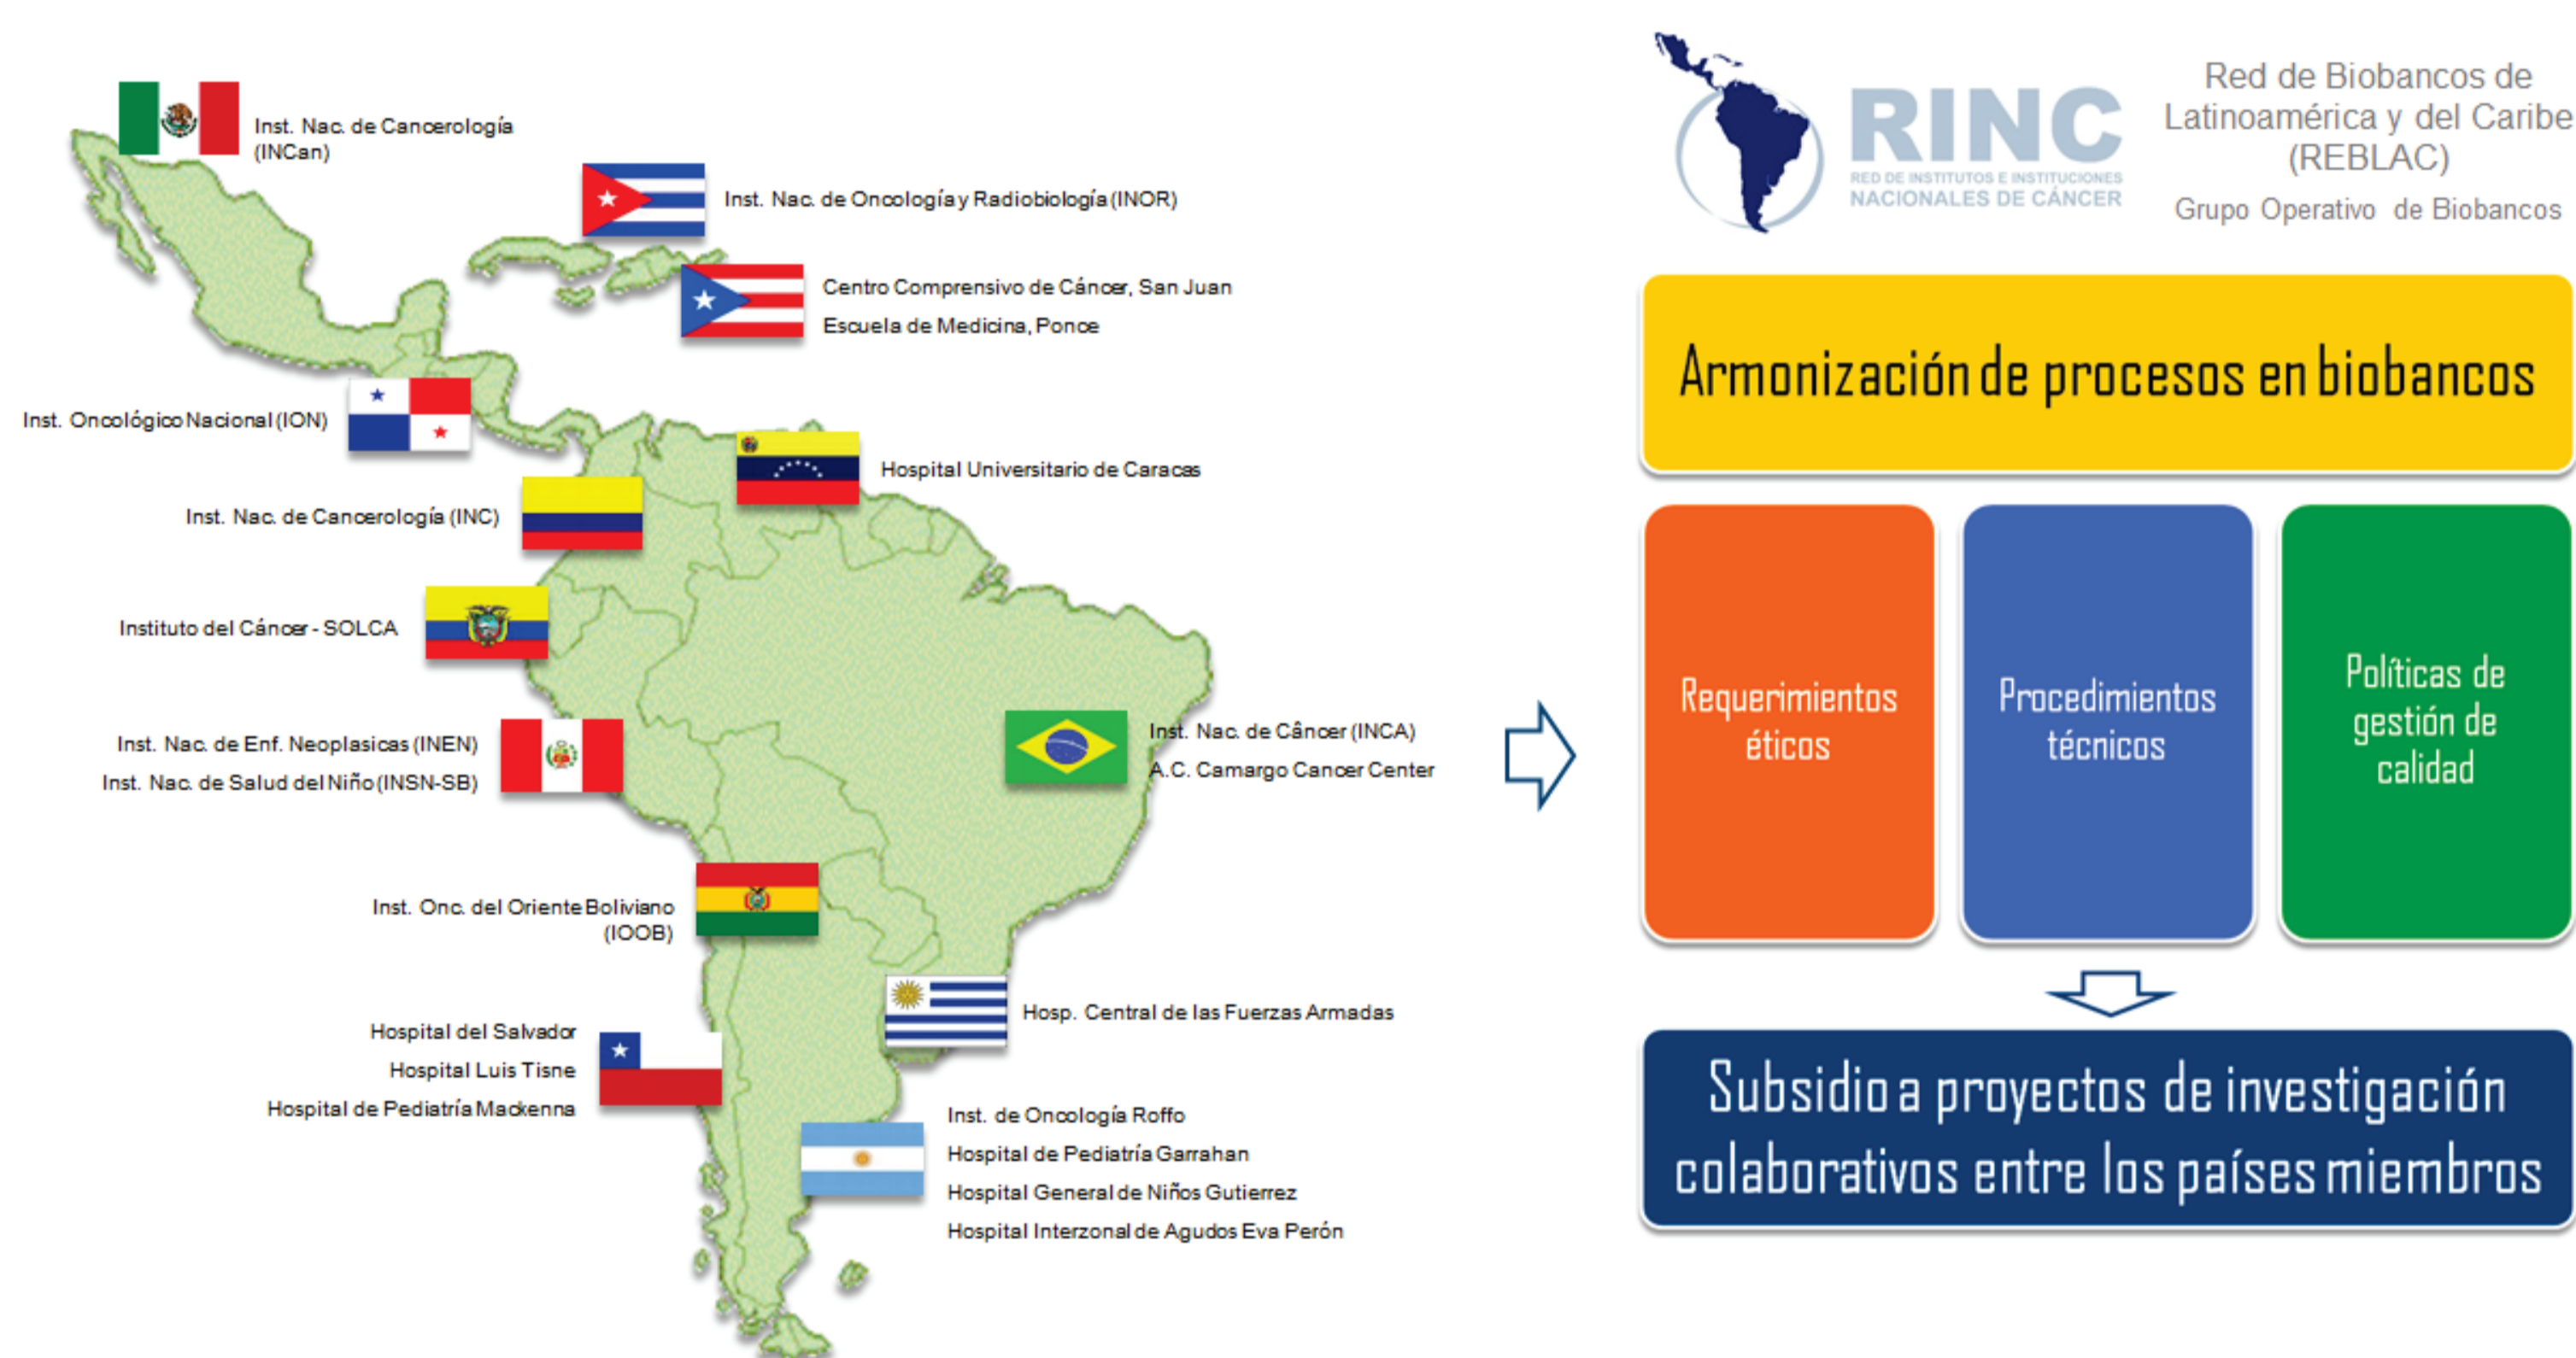 Inst. Nac. de Cancerología
(INCan)
Inst. Nac. de Oncología y Radiobiología (INOR)
Centro Comprensivo de Cáncer, San Juan
Escuela de Medicina, Ponce
Inst. Oncológico Nacional (ION)
Hospital Universitario de Caracas
Inst. Nac. de Cancerología (INC)
Instituto del Cáncer - SOLCA
Inst. Nac. de Enf. Neoplasicas (INEN)
Inst. Nac. de Salud del Niño (INSN-SB)
Inst. Nac. de Câncer (INCA)
A.C. Camargo Cancer Center
Inst. Onc. del Oriente Boliviano
(IOOB)
Hosp. Central de las Fuerzas Armadas
Hospital del Salvador
Hospital Luis Tisne
Hospital de Pediatría Mackenna
Inst. de Oncología Roffo
Hospital de Pediatría Garrahan
Hospital General de Niños Gutierrez
Hospital Interzonal de Agudos Eva Perón
RINC
RED DE INSTITUTOS E INSTITUCIONES
NACIONALES DE CÁNCER
Red de Biobancos de
Latinoamérica y del Caribe
(REBLAC)
Grupo Operativo de Biobancos
Armonización de procesos en biobancos
Requerimientos
éticos
Procedimientos
técnicos
Políticas de
gestión de
calidad
Subsidio a proyectos de investigación
colaborativos entre los países miembros